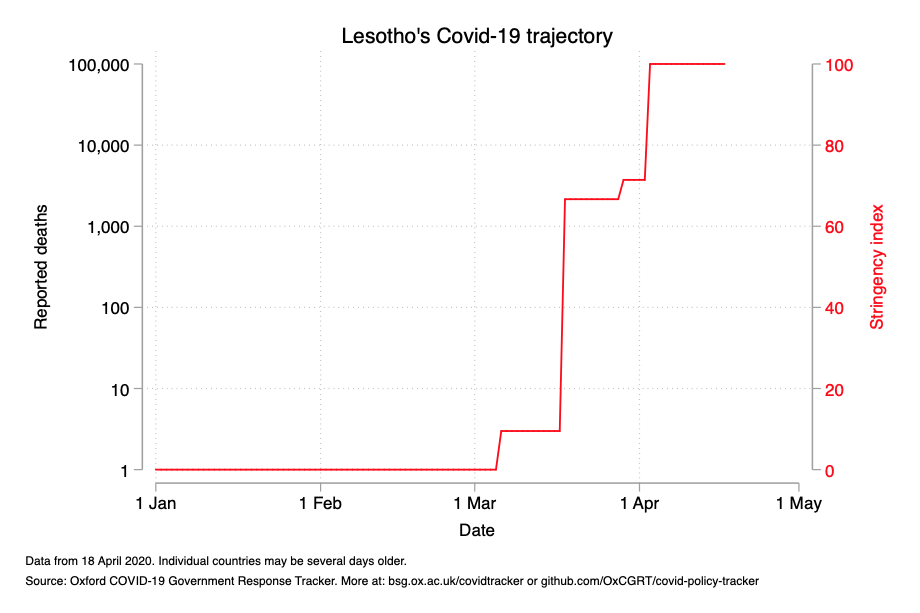 Lesotho's Covid-19 trajectory
100,000
10,000
1,000
100
10
1
Reported deaths
100
80
60
40
20
0
Stringency index
1 Jan
1 Feb
1 Mar
1 Apr
1 May
Date
Data from 18 April 2020. Individual countries may be several days older.
Source: Oxford COVID-19 Government Response Tracker. More at: bsg.ox.ac.uk/covidtracker or github.com/OxCGRT/covid-policy-tracker